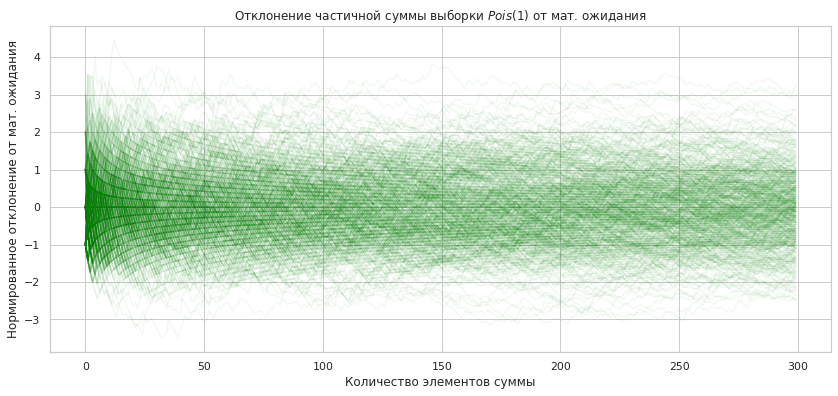 Отклонение частичной суммы выборки Pois(1) от мат. ожидания
Нормированное отклонение от мат. ожидания
4
3
2
1
0
−1
−2
−3
0 50 100 150 200 250 300
Количество элементов суммы